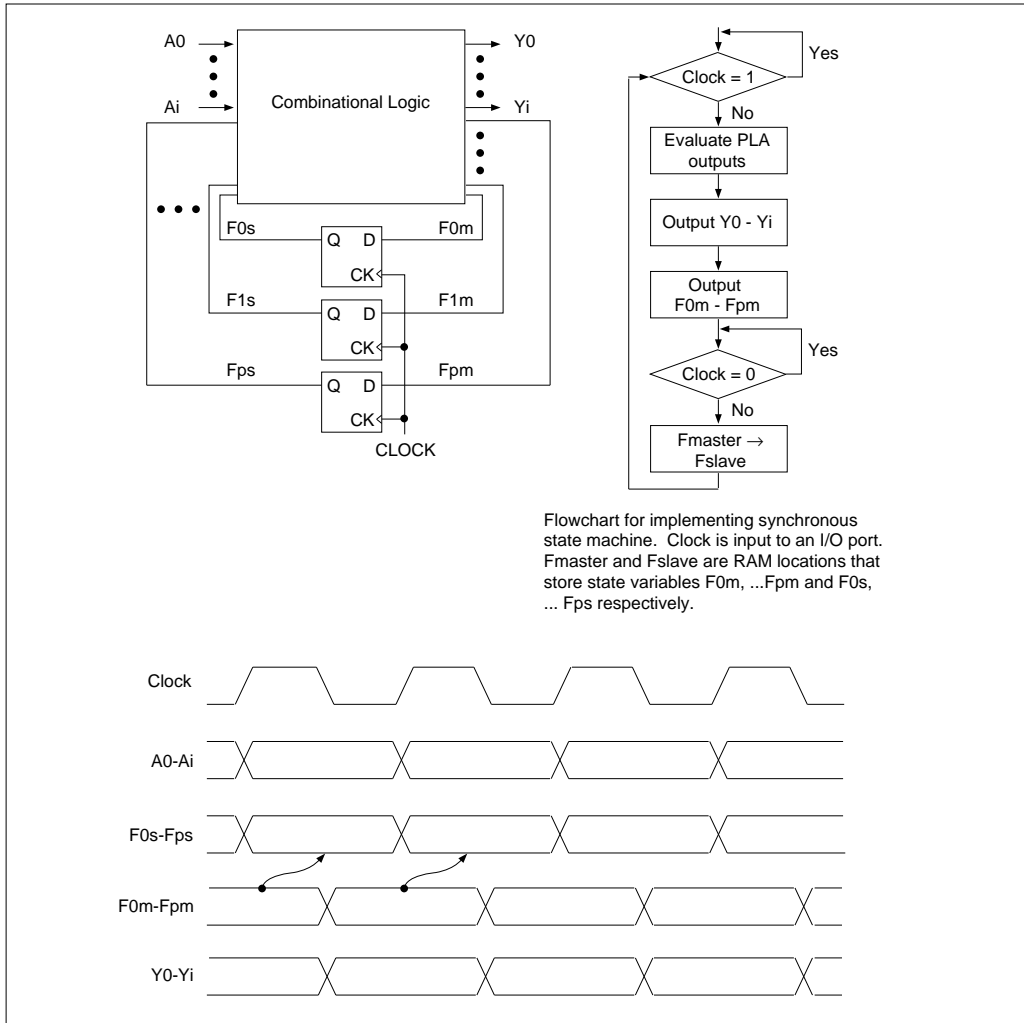 A0
Y0
Ai
Combinational Logic
Yi
F0s
Q D
F0m
CK
F1s
Q D
F1m
CK
Fps
Q D
Fpm
CK
CLOCK
Yes
Clock = 1
No
Evaluate PLA
outputs
Output Y0 - Yi
Output
F0m - Fpm
Yes
Clock = 0
No
Fmaster →
Fslave
Flowchart for implementing synchronous
state machine. Clock is input to an I/O port.
Fmaster and Fslave are RAM locations that
store state variables F0m, ...Fpm and F0s,
... Fps respectively.
Clock
A0-Ai
F0s-Fps
F0m-Fpm
Y0-Yi